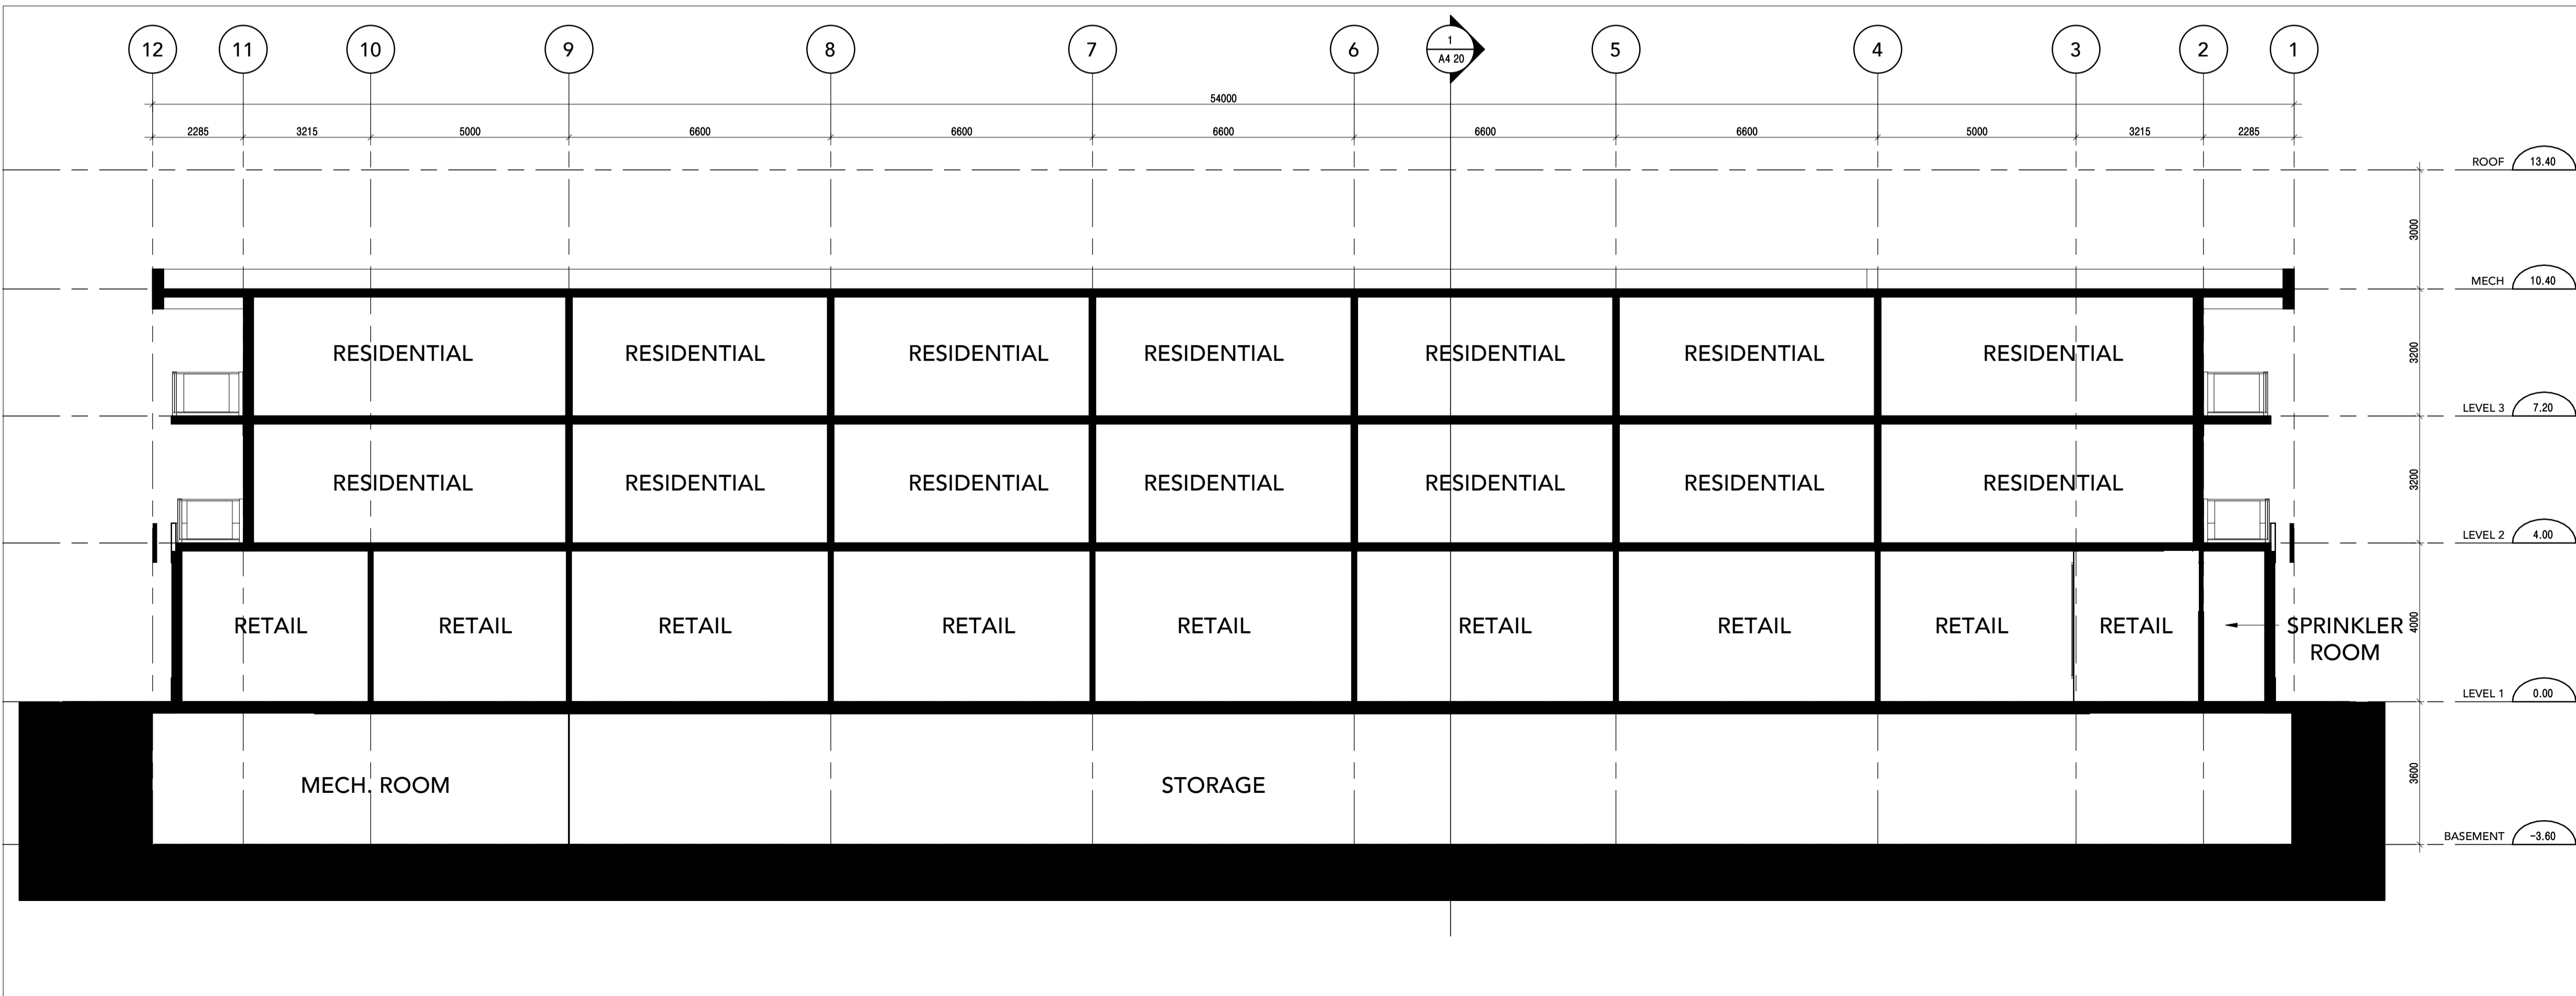 12 11 10 9 8 7 6 1 5 4 3 2 1
A4 20
54000
2285 3215 5000 6600 6600 6600 6600 6600 5000 3215 2285
ROOF 13.40
3000
MECH 10.40
RESIDENTIAL RESIDENTIAL RESIDENTIAL RESIDENTIAL RESIDENTIAL RESIDENTIAL RESIDENTIAL 3200
LEVEL 3 7.20
RESIDENTIAL RESIDENTIAL RESIDENTIAL RESIDENTIAL RESIDENTIAL RESIDENTIAL RESIDENTIAL 3200
LEVEL 2 4.00
RETAIL RETAIL RETAIL RETAIL RETAIL RETAIL RETAIL RETAIL RETAIL SPRINKLER 4000
ROOM
LEVEL 1 0.00
MECH. ROOM STORAGE 3600
BASEMENT -3.60